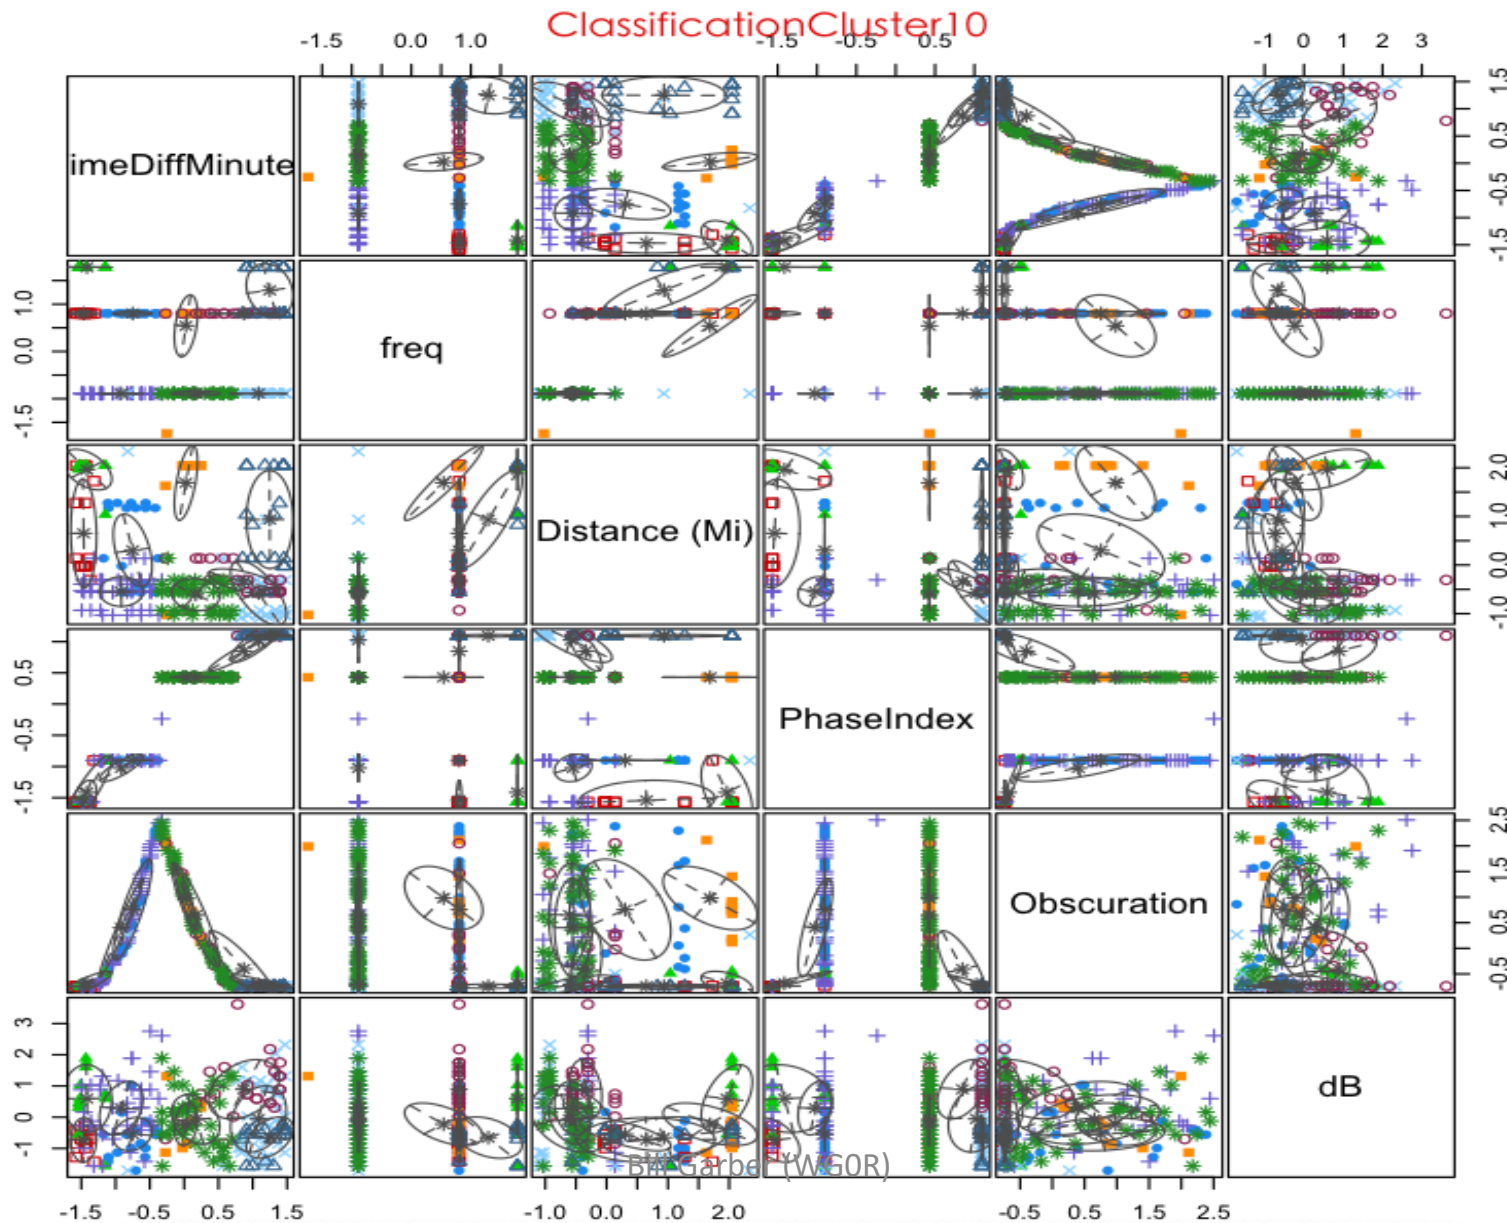 ClassificationCluster10
-1.5 0.0 1.0 -1.5 -0.5 0.5 -1 0 1 2 3
imeDiffMinute
-1.5 -0.5 0.5 1.5
freq
-1.5 0.0 1.0
Distance (Mi)
-1.0 0.0 1.0 2.0
PhaseIndex
-1.5 -0.5 0.5
Obscuration
-0.5 0.5 1.5 2.5
dB
-1 0 1 2 3
Bill Garber (WG0R)
-1.5 -0.5 0.5 1.5 -1.0 0.0 1.0 2.0 -0.5 0.5 1.5 2.5